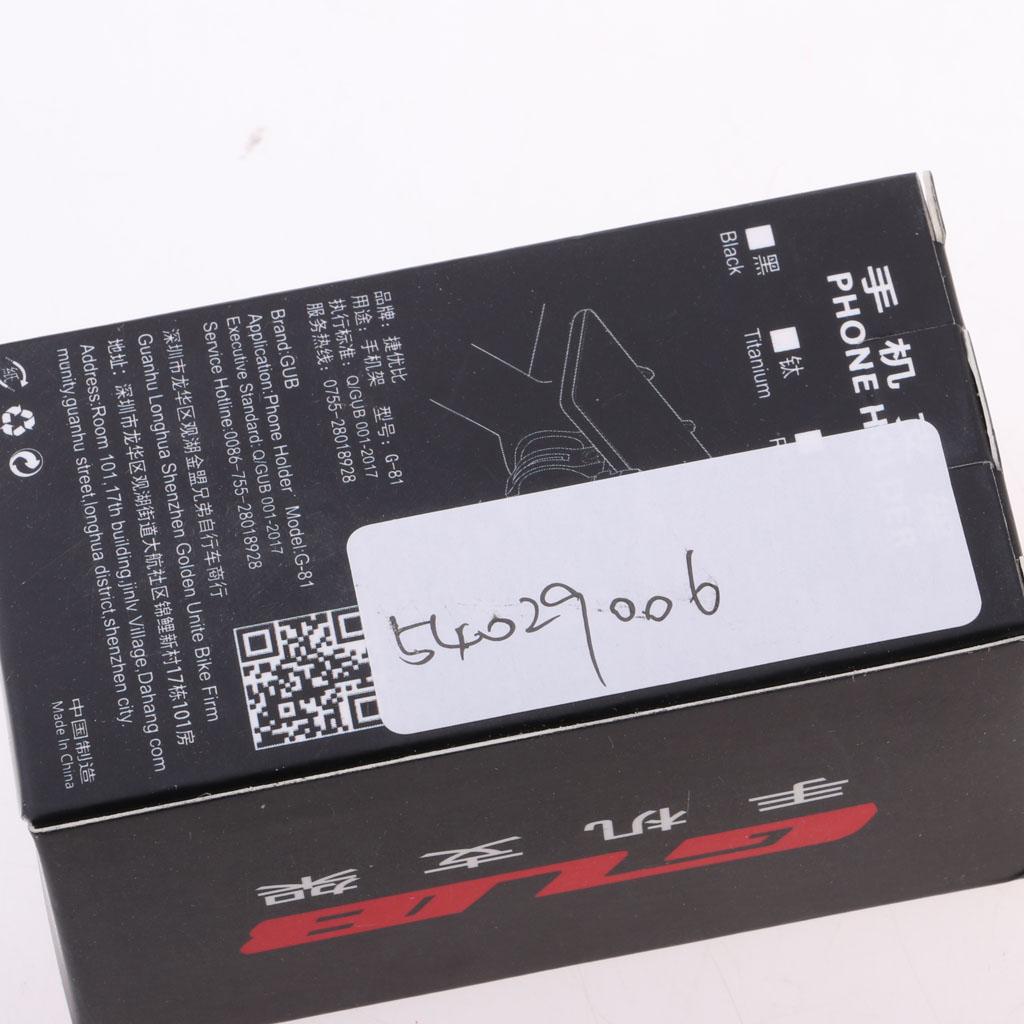 手 机
PHONE H
黑
Black
钛
Titanium
品牌：捷优比
用途：手机架 型号：G-81
执行标准：Q/GUB 001-2017
服务热线：0755-28018928
Brand:GUB
Application:Phone Holder Model:G-81
Executive Standard:Q/GUB 001-2017
Service Hotline:0086-755-28018928
深圳市龙华区观湖金盟兄弟自行车商行
Guanhu Longhua Shenzhen Golden Unite Bike Firm
地址：深圳市龙华区观湖街道大航社区锦鲤新村17栋101房
Address:Room 101,17th building,jinlv Village,Dahang com
munity,guanhu street,longhua district,shenzhen city.
中国制造
Made In China
纸
54029006
手机支架
GUB